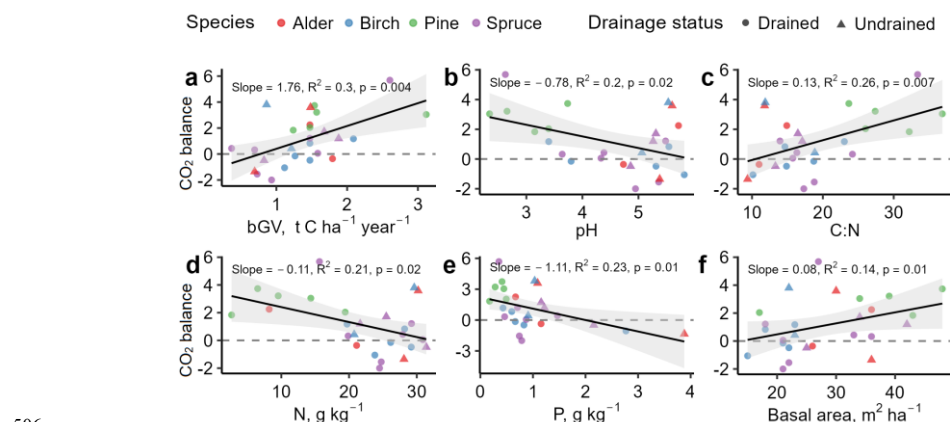 Species Alder Birch Pine Spruce Drainage status Drained Undrained
a b c
Slope = 1.76, R² = 0.3, p = 0.004 Slope = −0.78, R² = 0.2, p = 0.02 Slope = 0.13, R² = 0.26, p = 0.007
CO₂ balance
6 4 2 0 -2
6 4 2 0 -2
6 4 2 0 -2
1 2 3 3 4 5 10 20 30
bGV, t C ha⁻¹ year⁻¹ pH C:N
d e f
Slope = −0.11, R² = 0.21, p = 0.02 Slope = −1.11, R² = 0.23, p = 0.01 Slope = 0.08, R² = 0.14, p = 0.01
CO₂ balance
6 4 2 0 -2
6 3 0 -3
6 4 2 0 -2
10 20 30 0 1 2 3 4 20 30 40
N, g kg⁻¹ P, g kg⁻¹ Basal area, m² ha⁻¹